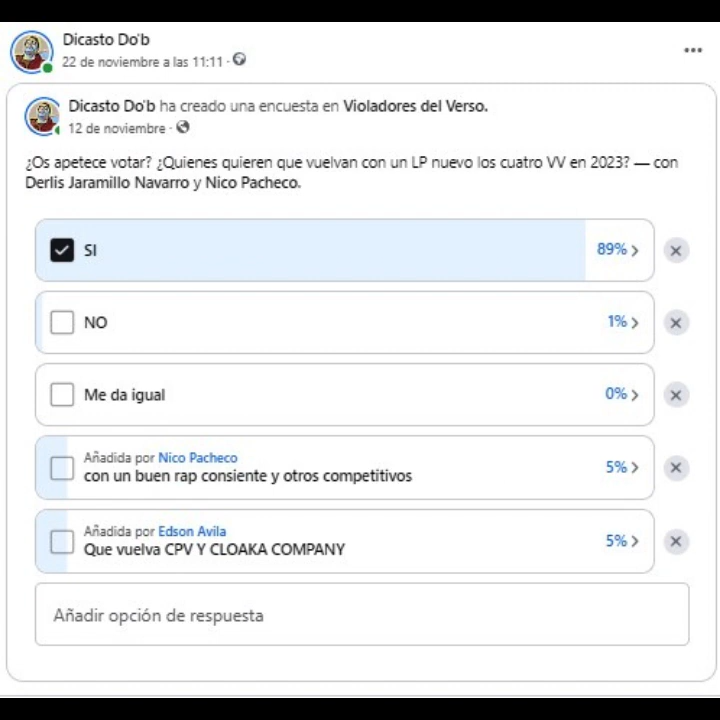 Dicasto Do'b
22 de noviembre a las 11:11 ·
Dicasto Do'b ha creado una encuesta en Violadores del Verso.
12 de noviembre ·
¿Os apetece votar? ¿Quienes quieren que vuelvan con un LP nuevo los cuatro VV en 2023? — con
Derlis Jaramillo Navarro y Nico Pacheco.
SI
89%
NO
1%
Me da igual
0%
Añadida por Nico Pacheco
con un buen rap consiente y otros competitivos
5%
Añadida por Edson Avila
Que vuelva CPV Y CLOAKA COMPANY
5%
Añadir opción de respuesta